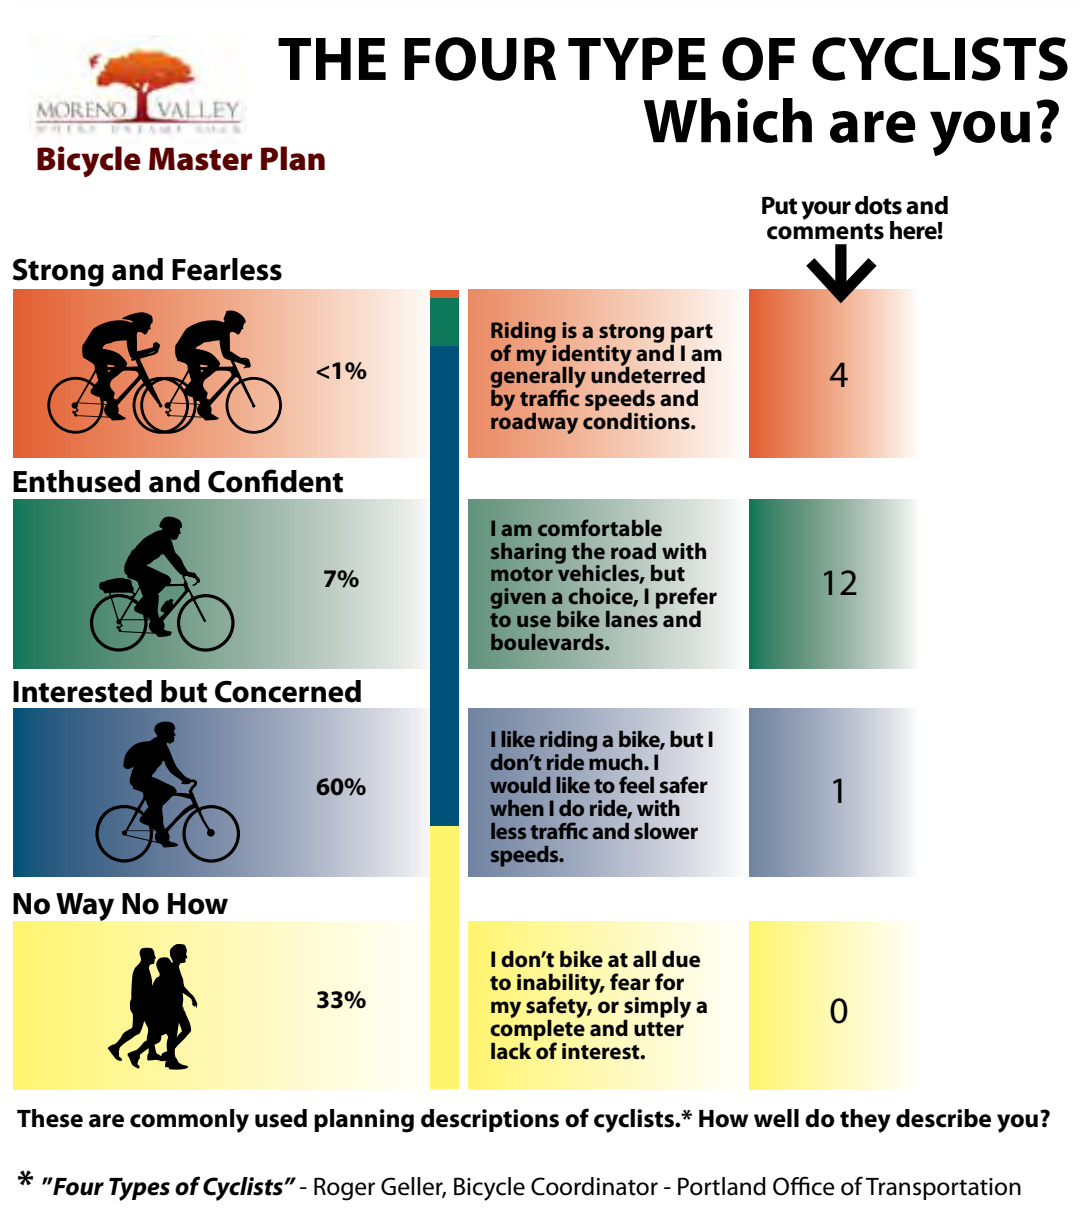 THE FOUR TYPE OF CYCLISTS
Which are you?
MORENO VALLEY
Bicycle Master Plan
Put your dots and
comments here!
Strong and Fearless
<1%
Riding is a strong part
of my identity and I am
generally undeterred
by traffic speeds and
roadway conditions.
4
Enthused and Confident
7%
I am comfortable
sharing the road with
motor vehicles, but
given a choice, I prefer
to use bike lanes and
boulevards.
12
Interested but Concerned
60%
I like riding a bike, but I
don’t ride much. I
would like to feel safer
when I do ride, with
less traffic and slower
speeds.
1
No Way No How
33%
I don’t bike at all due
to inability, fear for
my safety, or simply a
complete and utter
lack of interest.
0
These are commonly used planning descriptions of cyclists.* How well do they describe you?
* ”Four Types of Cyclists” - Roger Geller, Bicycle Coordinator - Portland Office of Transportation